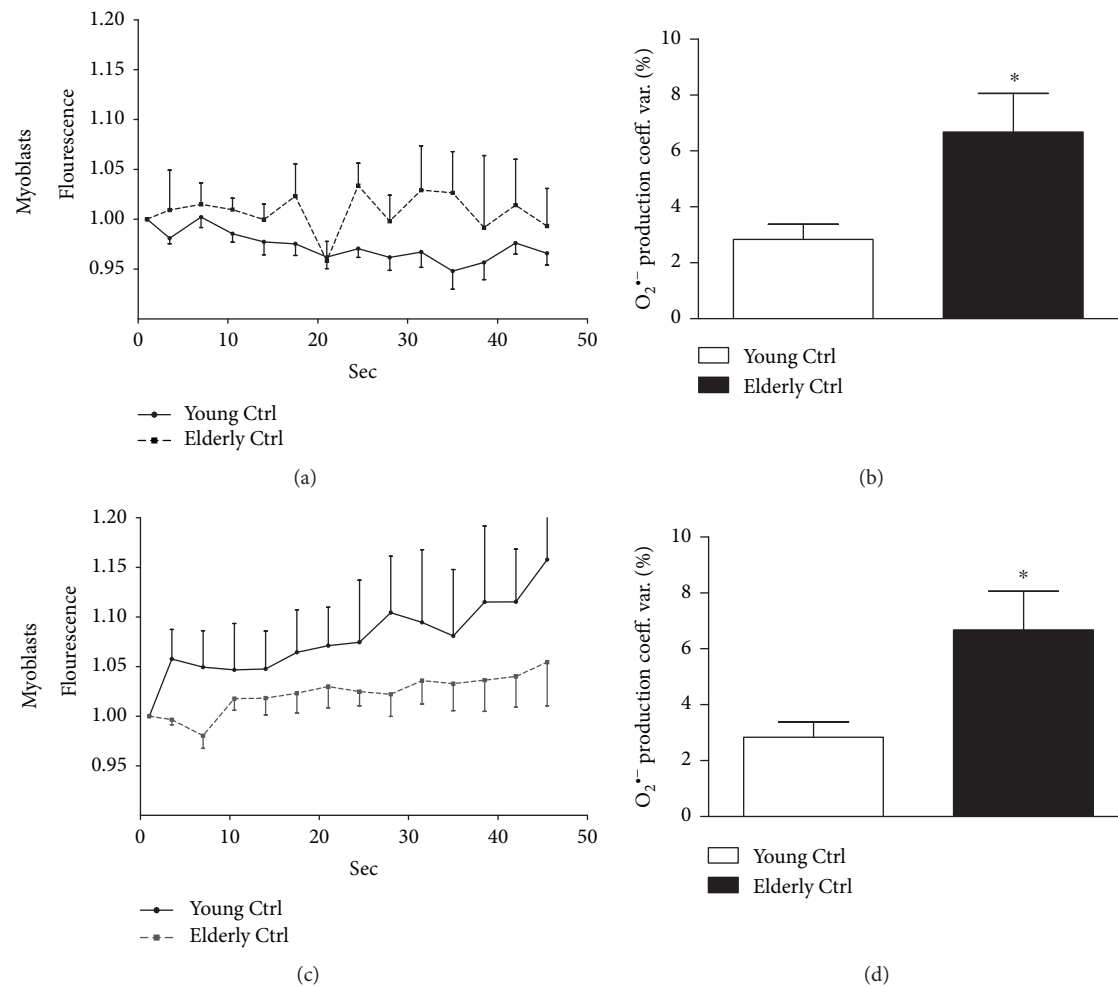 1.20
1.15
1.10
1.05
1.00
0.95
Myoblasts
Flourescence
0 10 20 30 40 50
Sec
Young Ctrl
Elderly Ctrl
(a)
10
8
6
4
2
0
O₂•− production coeff. var. (%)
*
Young Ctrl
Elderly Ctrl
(b)
1.20
1.15
1.10
1.05
1.00
0.95
Myoblasts
Flourescence
0 10 20 30 40 50
Sec
Young Ctrl
Elderly Ctrl
(c)
10
8
6
4
2
0
O₂•− production coeff. var. (%)
*
Young Ctrl
Elderly Ctrl
(d)